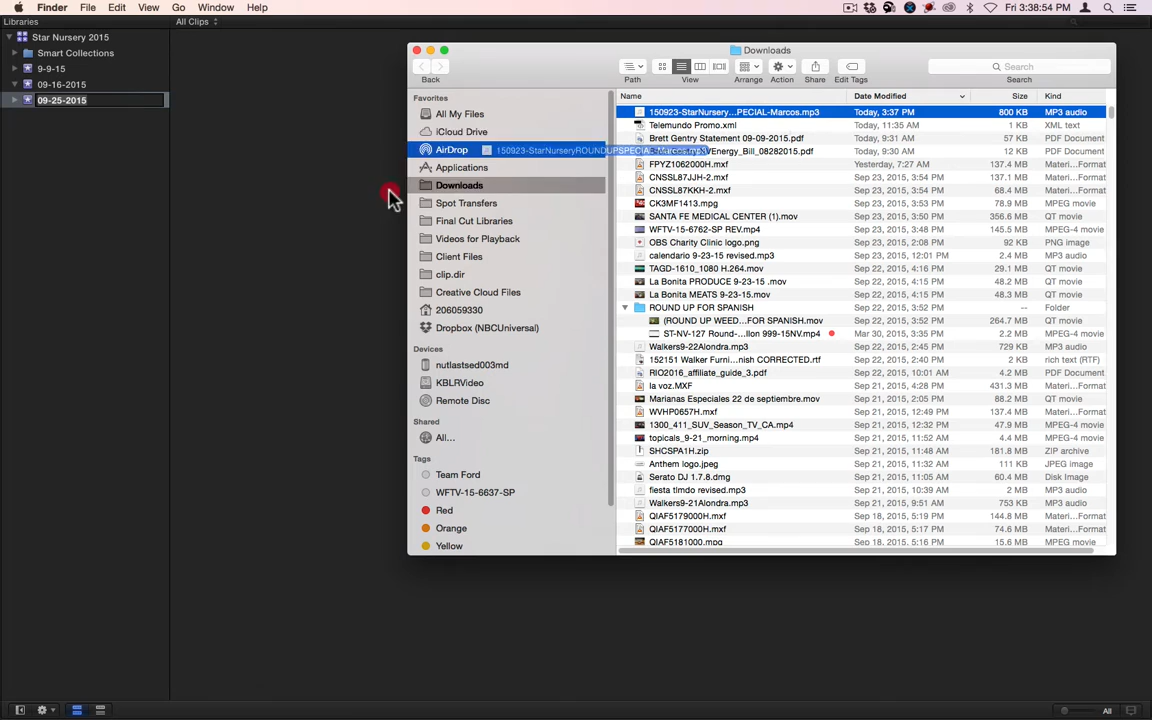 Finder File Edit View Go Window Help Fri 3:38:54 PM
Libraries All Clips
Star Nursery 2015
Smart Collections
9-9-15
09-16-2015
09-25-2015
Downloads
Back Path View Arrange Action Share Edit Tags Search
Search
Favorites
All My Files
iCloud Drive
AirDrop
Applications
Downloads
Spot Transfers
Final Cut Libraries
Videos for Playback
Client Files
clip.dir
Creative Cloud Files
206059330
Dropbox (NBCUniversal)
Devices
nutlastsed003md
KBLRVideo
Remote Disc
Shared
All...
Tags
Team Ford
WFTV-15-6637-SP
Red
Orange
Yellow
Name Date Modified Size Kind
150923-StarNursery...PECIAL-Marcos.mp3 Today, 3:37 PM 800 KB MP3 audio
Telemundo Promo.xml Today, 11:35 AM 1 KB XML text
Brett Gentry Statement 09-09-2015.pdf Today, 9:31 AM 57 KB PDF Document
150923-StarNurseryROUNDUPSPECIAL-Marcos.mp3
VEnergy_Bill_08282015.pdf Today, 9:30 AM 12 KB PDF Document
FPYZ1062000H.mxf Yesterday, 7:27 AM 1 KB Materi...Format
CNSSL87JJH-2.mxf Sep 23, 2015, 3:54 PM 137.4 MB Materi...Format
CNSSL87KKH-2.mxf Sep 23, 2015, 3:54 PM 137.4 MB Materi...Format
CK3MF1413.mpg Sep 23, 2015, 3:54 PM 78.9 MB MPEG movie
SANTA FE MEDICAL CENTER (1).mov Sep 23, 2015, 3:50 PM 356.6 MB QT movie
WFTV-15-6762-SP REV.mp4 Sep 23, 2015, 3:48 PM 145.5 MB MPEG-4 movie
OBS Charity Clinic logo.png Sep 23, 2015, 3:52 PM 92 KB PNG image
calendario 9-23-15 revised.mp3 Sep 23, 2015, 12:01 PM 2.4 MB MP3 audio
TAGD-1610_1080 H.264.mov Sep 22, 2015, 4:16 PM 29.1 MB QT movie
La Bonita PRODUCE 9-23-15 .mov Sep 22, 2015, 4:15 PM 48.2 MB QT movie
La Bonita MEATS 9-23-15.mov Sep 22, 2015, 4:14 PM 48.3 MB QT movie
ROUND UP FOR SPANISH Sep 22, 2015, 3:52 PM -- Folder
(ROUND UP WEED...FOR SPANISH.mov Sep 22, 2015, 3:52 PM 264.7 MB QT movie
ST-NV-127 Round-...llon 999-15NV.mp4 Mar 30, 2015, 3:35 PM 2.2 MB MPEG-4 movie
Walkers9-22Alondra.mp3 Sep 22, 2015, 2:45 PM 729 KB MP3 audio
152151 Walker Furni...nish CORRECTED.rtf Sep 22, 2015, 1:52 PM 2 KB rich text (RTF)
RIO2016_affiliate_guide_3.pdf Sep 22, 2015, 10:01 AM 4.2 MB PDF Document
la voz.MXF Sep 21, 2015, 4:28 PM 431.3 MB Materi...Format
Marianas Especiales 22 de septiembre.mov Sep 21, 2015, 2:05 PM 88.2 MB QT movie
WVHP0657H.mxf Sep 21, 2015, 12:49 PM 137.4 MB Materi...Format
1300_411_SUV_Season_TV_CA.mp4 Sep 21, 2015, 12:32 PM 47.9 MB MPEG-4 movie
topicals_9-21_morning.mp4 Sep 21, 2015, 11:52 AM 4.4 MB MPEG-4 movie
SHCSPA1H.zip Sep 21, 2015, 11:48 AM 181.8 MB ZIP archive
Anthem logo.jpeg Sep 21, 2015, 11:32 AM 111 KB JPEG image
Serato DJ 1.7.8.dmg Sep 21, 2015, 11:05 AM 60.4 MB Disk Image
fiesta tlmdo revised.mp3 Sep 21, 2015, 10:39 AM 2 MB MP3 audio
Walkers9-21Alondra.mp3 Sep 21, 2015, 9:51 AM 753 KB MP3 audio
QIAF5179000H.mxf Sep 18, 2015, 5:19 PM 144.8 MB Materi...Format
QIAF5177000H.mxf Sep 18, 2015, 5:17 PM 74.6 MB Materi...Format
QIAF5181000.mpg Sep 18, 2015, 5:16 PM 15.6 MB MPEG movie
All